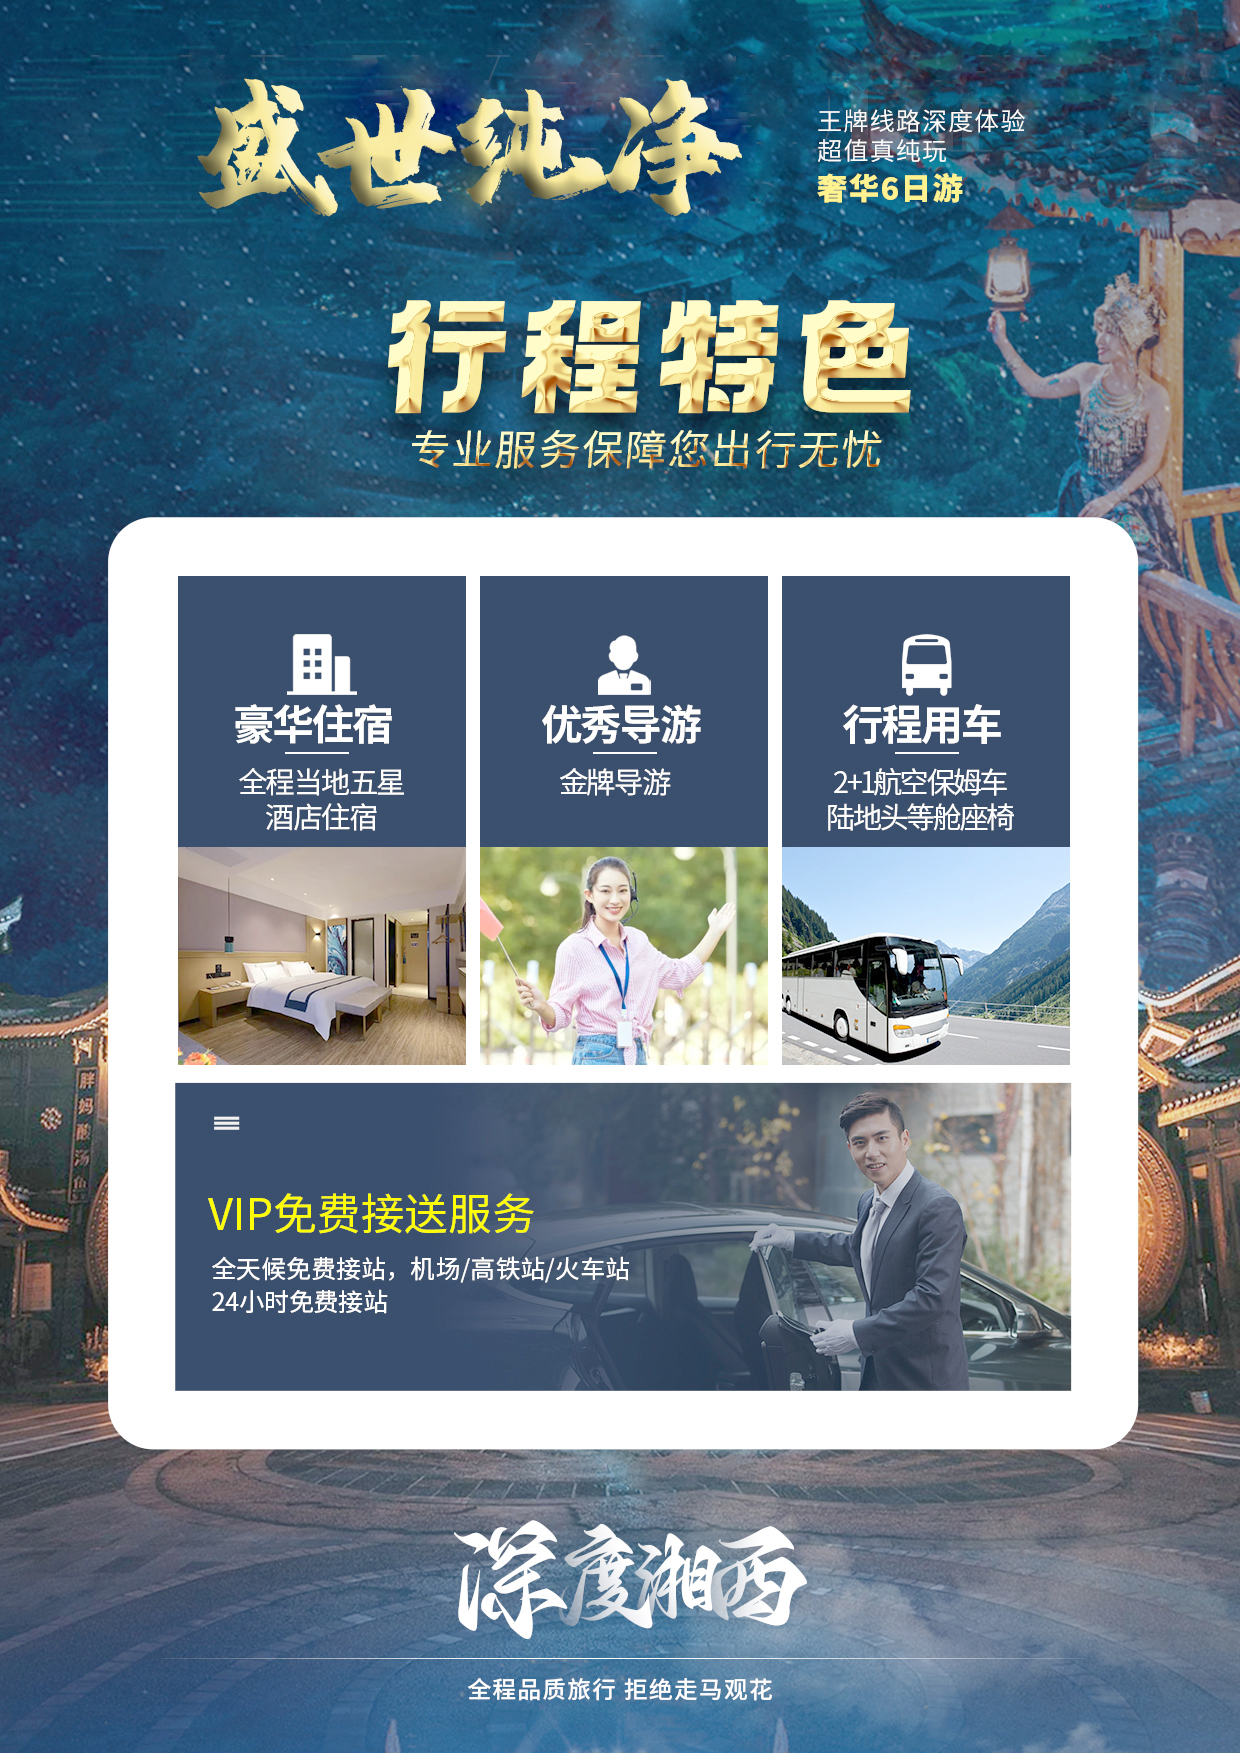 盛世纯净
王牌线路深度体验
超值真纯玩
奢华6日游
行程特色
专业服务保障您出行无忧
豪华住宿
全程当地五星
酒店住宿
优秀导游
金牌导游
行程用车
2+1航空保姆车
陆地头等舱座椅
胖妈酸汤鱼
VIP免费接送服务
全天候免费接站，机场/高铁站/火车站
24小时免费接站
深度湘西
全程品质旅行 拒绝走马观花